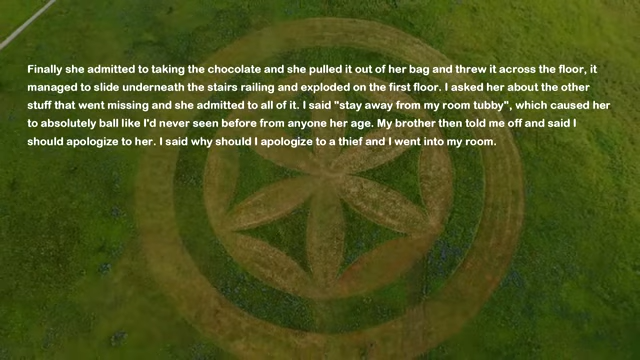 Finally she admitted to taking the chocolate and she pulled it out of her bag and threw it across the floor, it
managed to slide underneath the stairs railing and exploded on the first floor. I asked her about the other
stuff that went missing and she admitted to all of it. I said "stay away from my room tubby", which caused her
to absolutely ball like I'd never seen before from anyone her age. My brother then told me off and said I
should apologize to her. I said why should I apologize to a thief and I went into my room.